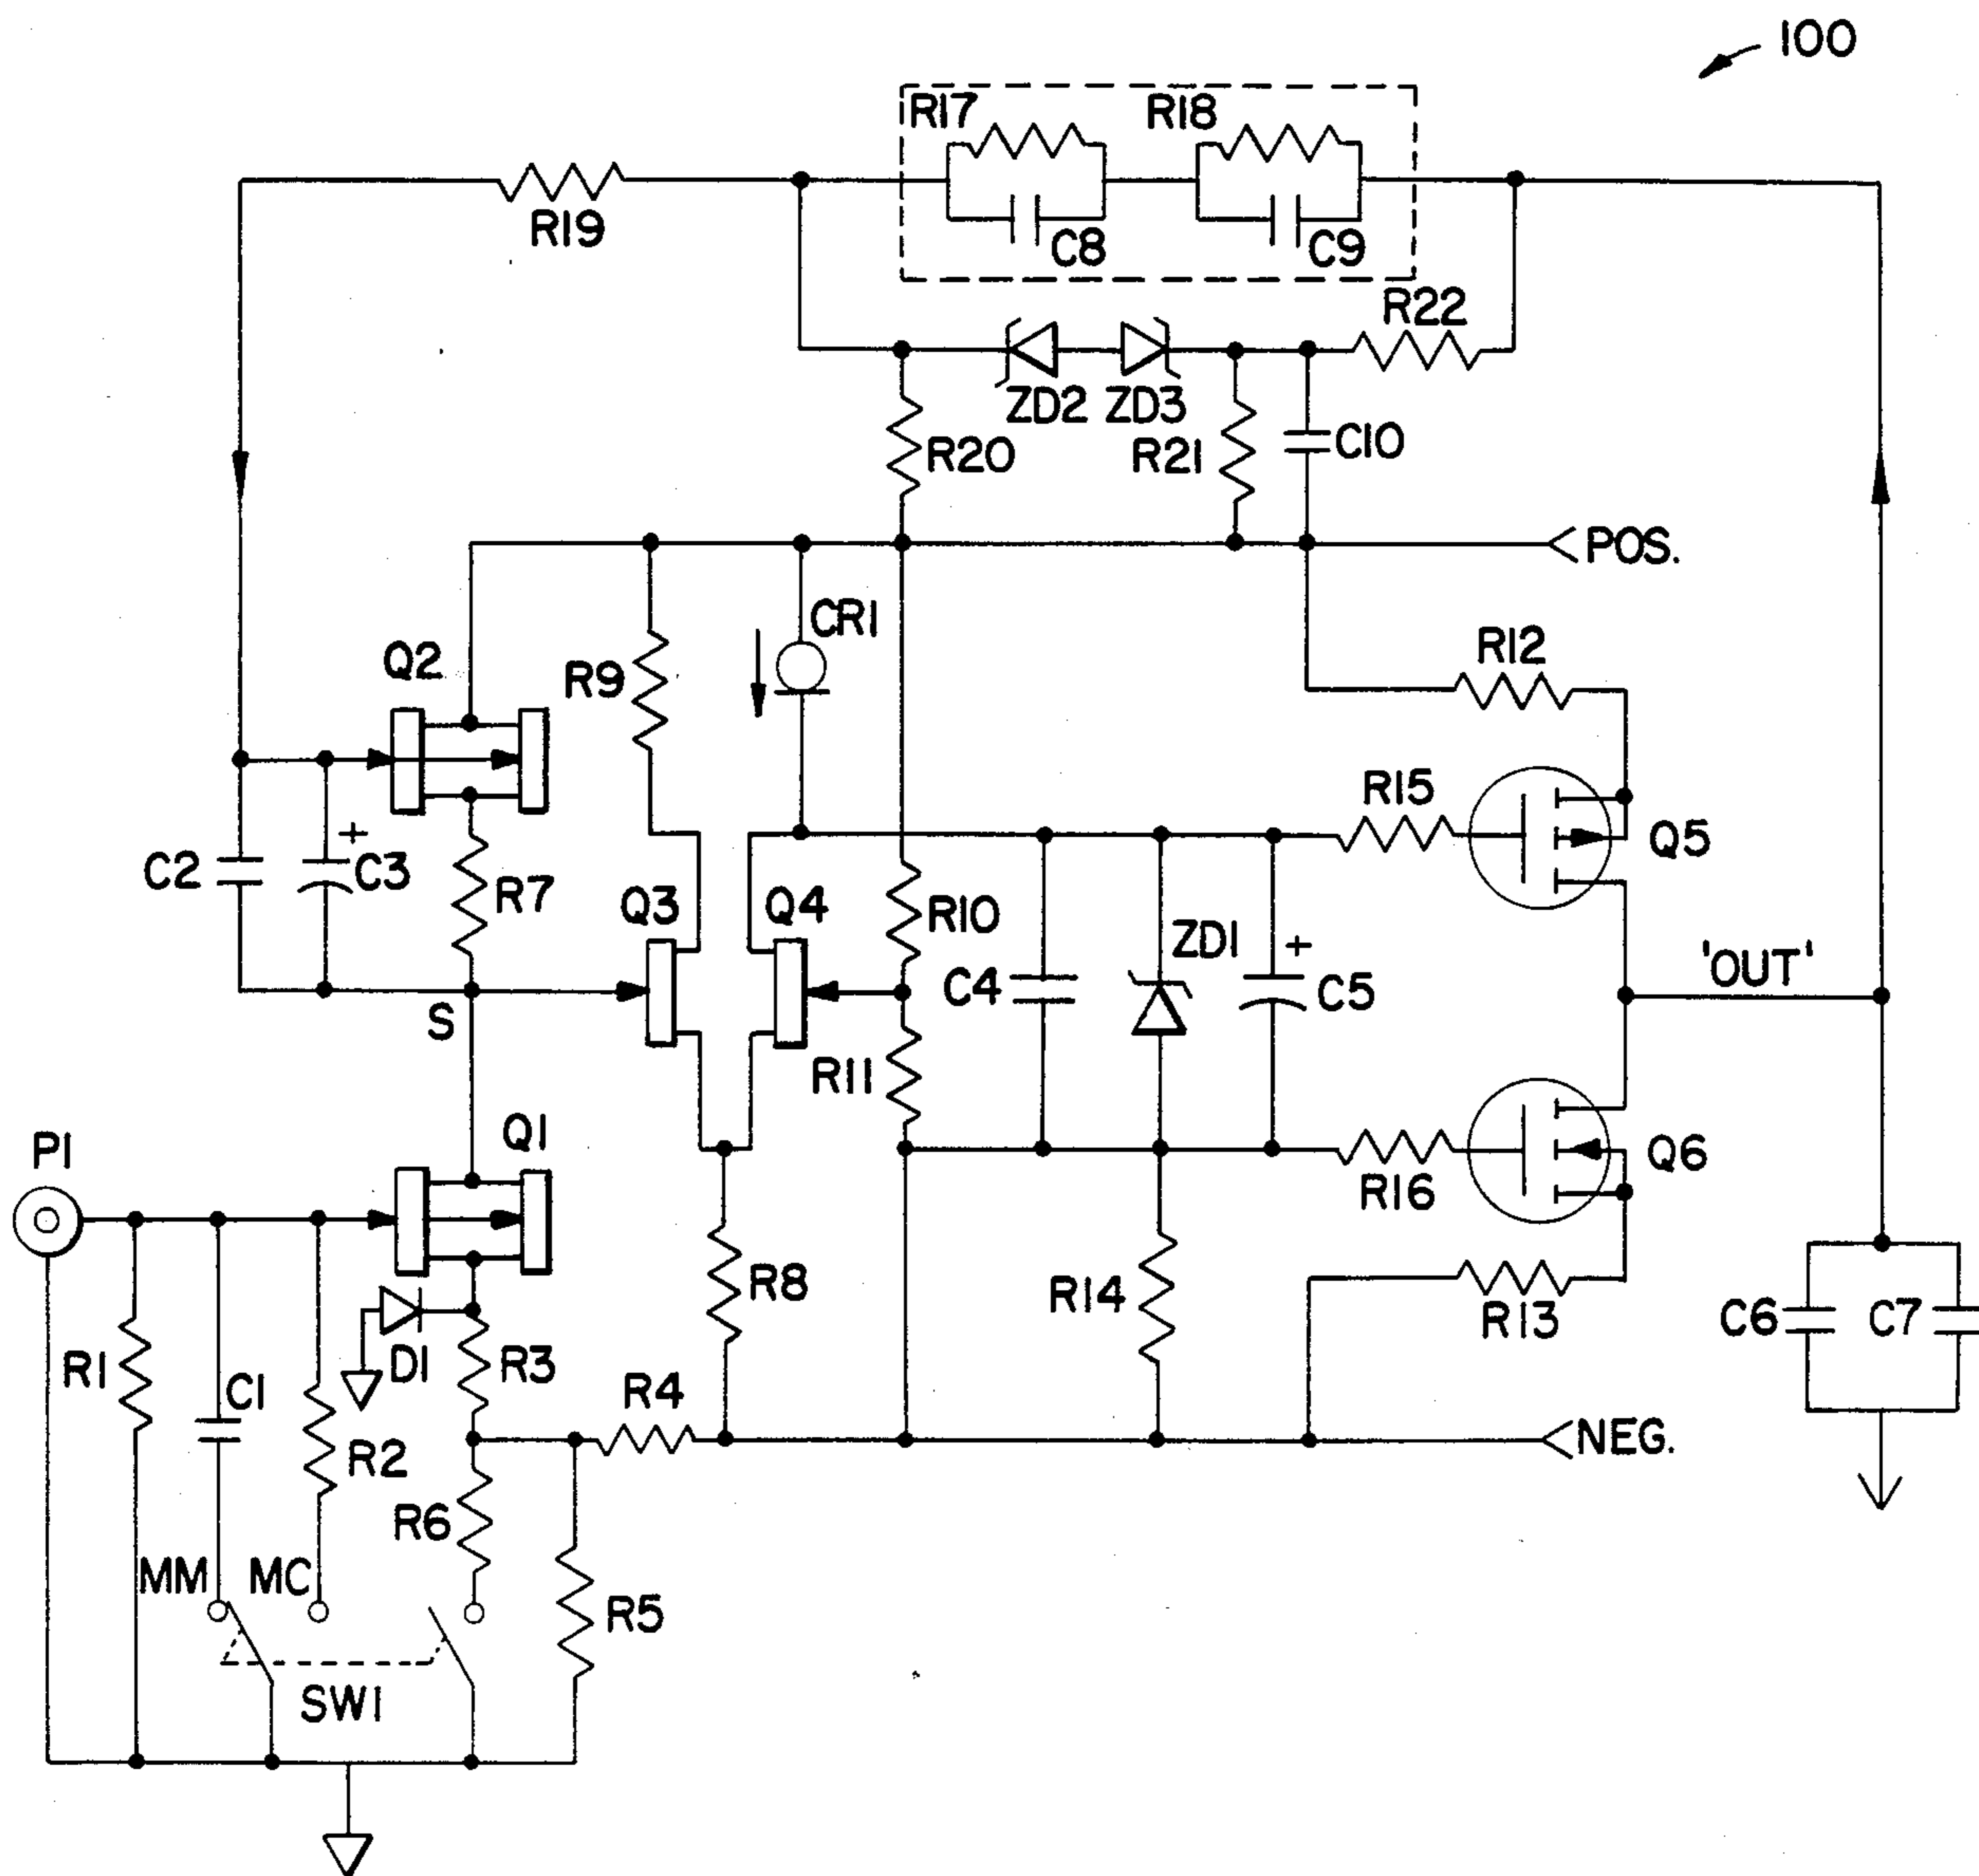 100
R17
R18
R19
C8
C9
R22
ZD2
ZD3
R20
R21
C10
POS.
CR1
Q2
R9
R12
R15
+
C2
C3
R7
Q3
Q4
Q5
R10
ZD1
+
'OUT'
C4
C5
S
R11
P1
Q1
R16
Q6
R8
R14
R13
C6
C7
R1
C1
D1
R3
R4
R2
NEG.
R6
MM
MC
R5
SW1